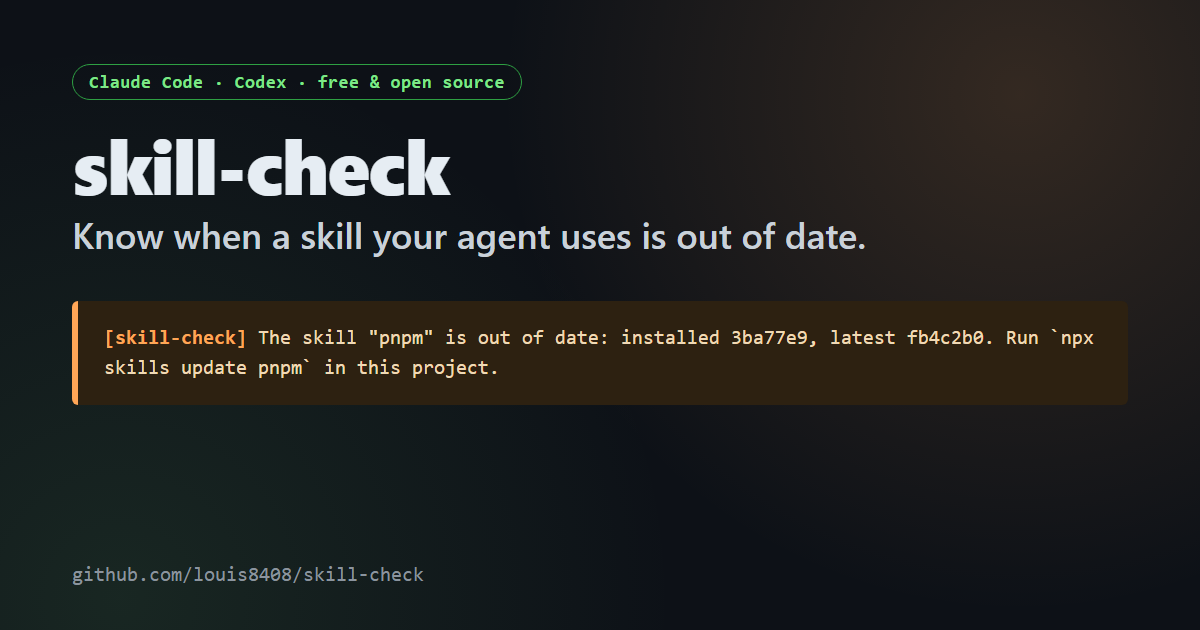 Claude Code · Codex · free & open source
skill-check
Know when a skill your agent uses is out of date.
[skill-check] The skill "pnpm" is out of date: installed 3ba77e9, latest fb4c2b0. Run `npx
skills update pnpm` in this project.
github.com/louis8408/skill-check